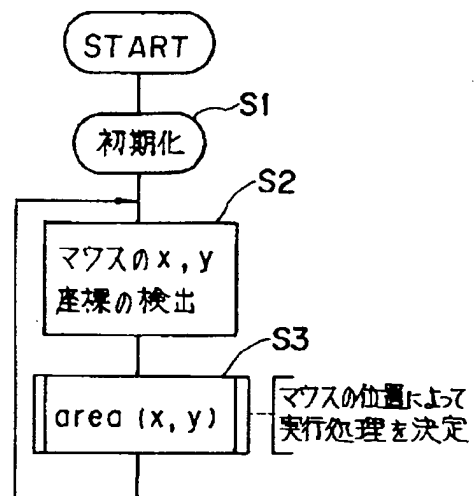 START
S1
初期化
S2
マウスのx,y
座標の検出
S3
area (x, y)
マウスの位置によって
実行処理を決定